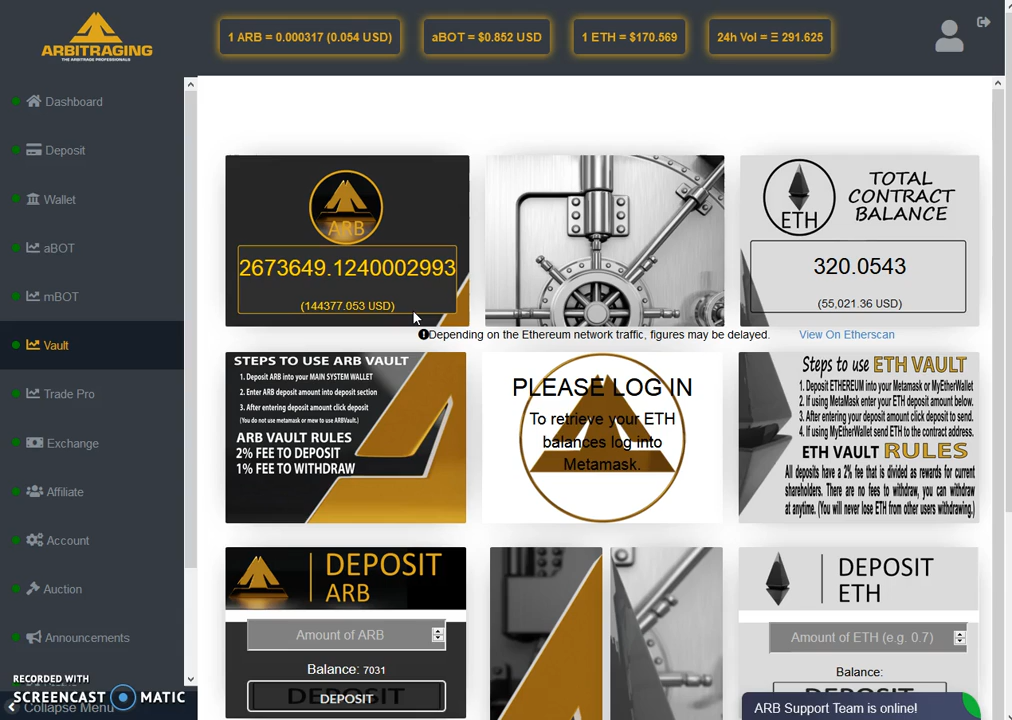 ARBITRAGING
THE ARBITRADE PROFESSIONALS
1 ARB = 0.000317 (0.054 USD)
aBOT = $0.852 USD
1 ETH = $170.569
24h Vol = Ξ 291.625
Dashboard
Deposit
Wallet
aBOT
mBOT
Vault
Trade Pro
Exchange
Affiliate
Account
Auction
Announcements
Collapse Menu
RECORDED WITH
SCREENCAST MATIC
ARB
2673649.1240002993
(144377.053 USD)
ETH
TOTAL
CONTRACT
BALANCE
320.0543
(55,021.36 USD)
Depending on the Ethereum network traffic, figures may be delayed.
View On Etherscan
STEPS TO USE ARB VAULT
1. Deposit ARB into your MAIN SYSTEM WALLET
2. Enter ARB deposit amount into deposit section
3. After entering deposit amount click deposit
(You do not use metamask or mew to use ARBVault.)
ARB VAULT RULES
2% FEE TO DEPOSIT
1% FEE TO WITHDRAW
PLEASE LOG IN
To retrieve your ETH
balances log into
Metamask.
Steps to use ETH VAULT
1. Deposit ETHEREUM into your Metamask or MyEtherWallet
2. If using MetaMask enter your ETH deposit amount below.
3. After entering your deposit amount click deposit to send.
4. If using MyEtherWallet send ETH to the contract address.
ETH VAULT RULES
All deposits have a 2% fee that is divided as rewards for current
shareholders. There are no fees to withdraw, you can withdraw
at anytime. (You will never lose ETH from other users withdrawing.)
DEPOSIT
ARB
Amount of ARB
Balance: 7031
DEPOSIT
DEPOSIT
ETH
Amount of ETH (e.g. 0.7)
Balance:
DEPOSIT
ARB Support Team is online!